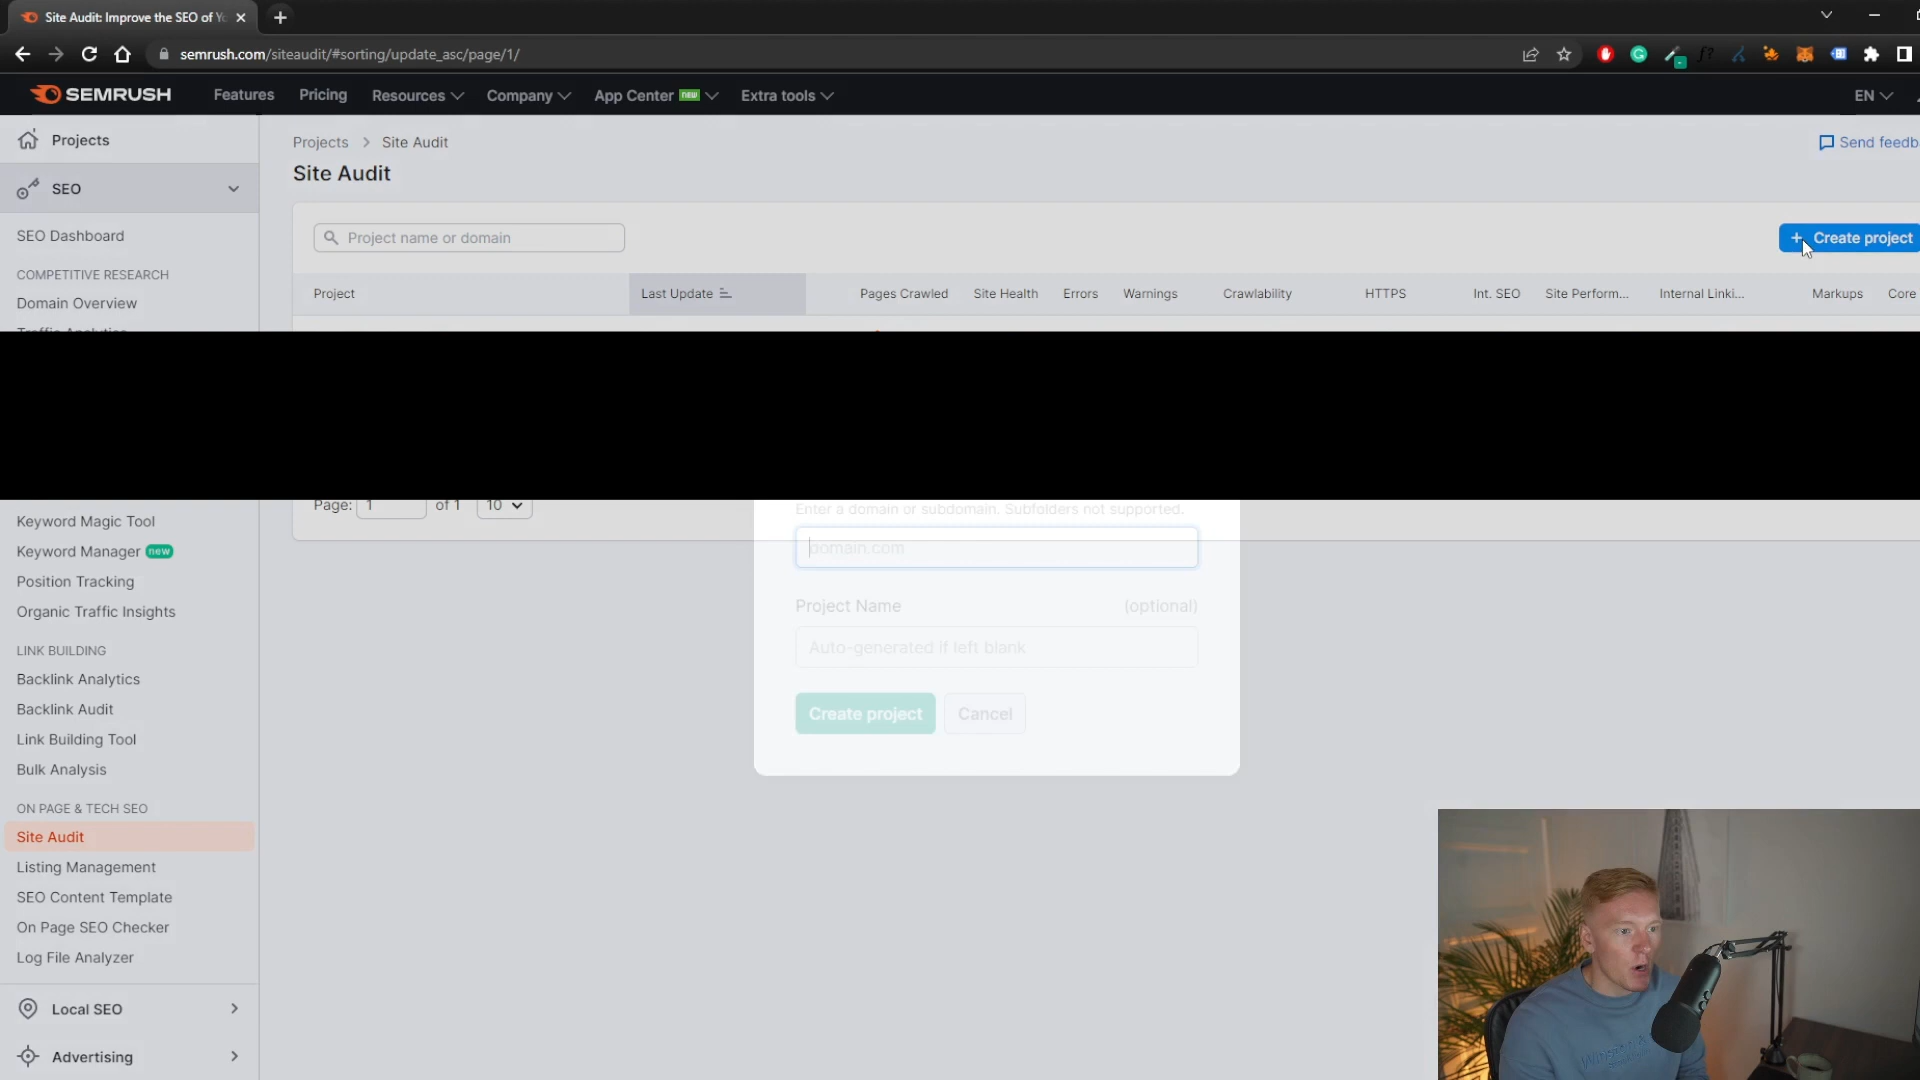 Site Audit: Improve the SEO of Yo
semrush.com/siteaudit/#sorting/update_asc/page/1/
SEMRUSH
Features
Pricing
Resources
Company
App Center new
Extra tools
EN
Projects
SEO
SEO Dashboard
COMPETITIVE RESEARCH
Domain Overview
Traffic Analytics
Projects > Site Audit
Send feedba
Site Audit
Project name or domain
+ Create project
Project
Last Update
Pages Crawled
Site Health
Errors
Warnings
Crawlability
HTTPS
Int. SEO
Site Perform...
Internal Linki...
Markups
Core
Page: 1 of 1 10
Enter a domain or subdomain. Subfolders not supported.
domain.com
Project Name (optional)
Auto-generated if left blank
Create project
Cancel
Keyword Magic Tool
Keyword Manager new
Position Tracking
Organic Traffic Insights
LINK BUILDING
Backlink Analytics
Backlink Audit
Link Building Tool
Bulk Analysis
ON PAGE & TECH SEO
Site Audit
Listing Management
SEO Content Template
On Page SEO Checker
Log File Analyzer
Local SEO
Advertising